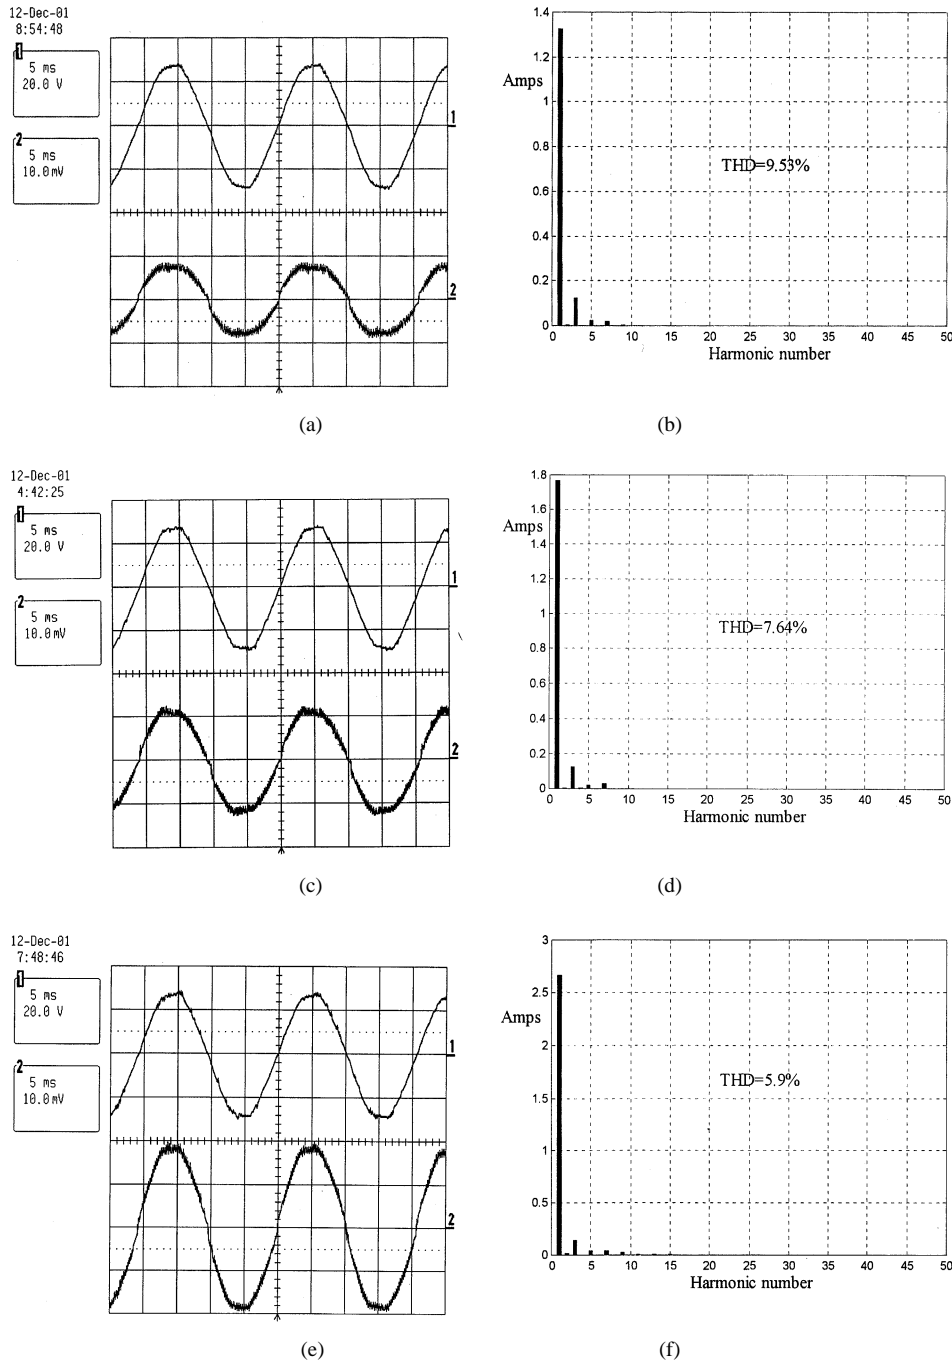 12-Dec-01
8:54:48
1
5 ms
20.0 V
2
5 ms
10.0mV
1
2
(a)
1.4
1.2
Amps
1
0.8
THD=9.53%
0.6
0.4
0.2
0
0 5 10 15 20 25 30 35 40 45 50
Harmonic number
(b)
12-Dec-01
4:42:25
1
5 ms
20.0 V
2
5 ms
10.0mV
1
2
(c)
1.8
1.6
Amps
1.4
1.2
1
THD=7.64%
0.8
0.6
0.4
0.2
0
0 5 10 15 20 25 30 35 40 45 50
Harmonic number
(d)
12-Dec-01
7:48:46
1
5 ms
20.0 V
2
5 ms
10.0mV
1
2
(e)
3
2.5
Amps
2
THD=5.9%
1.5
1
0.5
0
0 5 10 15 20 25 30 35 40 45 50
Harmonic number
(f)